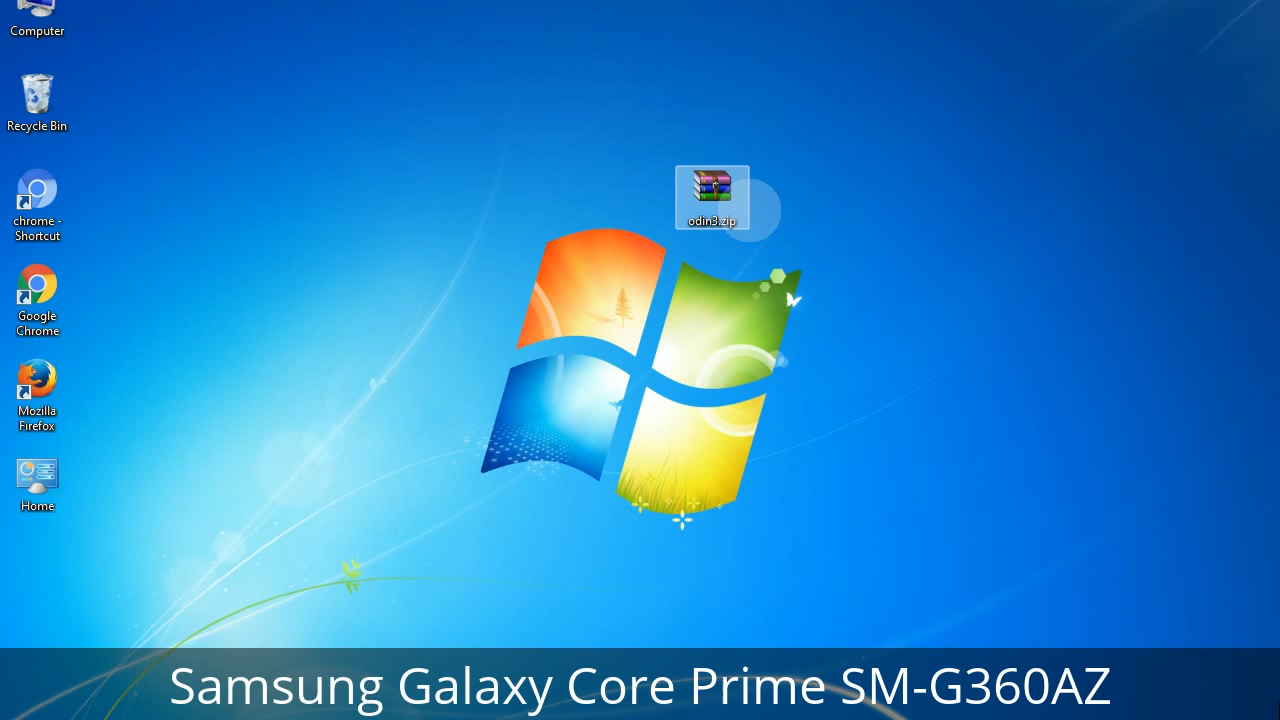 Computer
Recycle Bin
chrome -
Shortcut
Google
Chrome
Mozilla
Firefox
Home
odin3.zip
Samsung Galaxy Core Prime SM-G360AZ